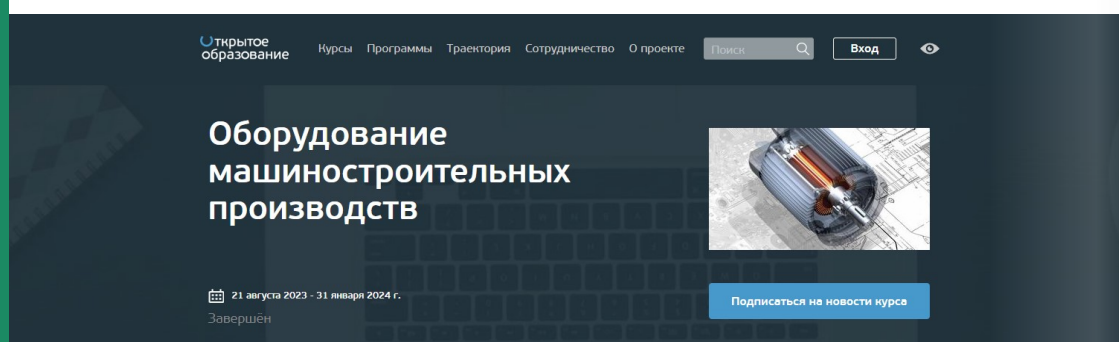 Открытое
образование
Курсы Программы Траектория Сотрудничество О проекте Поиск Вход
Оборудование
машиностроительных
производств
21 августа 2023 - 31 января 2024 г.
Завершён
Подписаться на новости курса